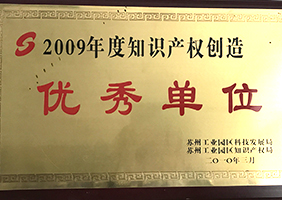 2009年度知识产权创造
优秀单位
苏州工业园区科技发展局
苏州工业园区知识产权局
二〇一〇年三月